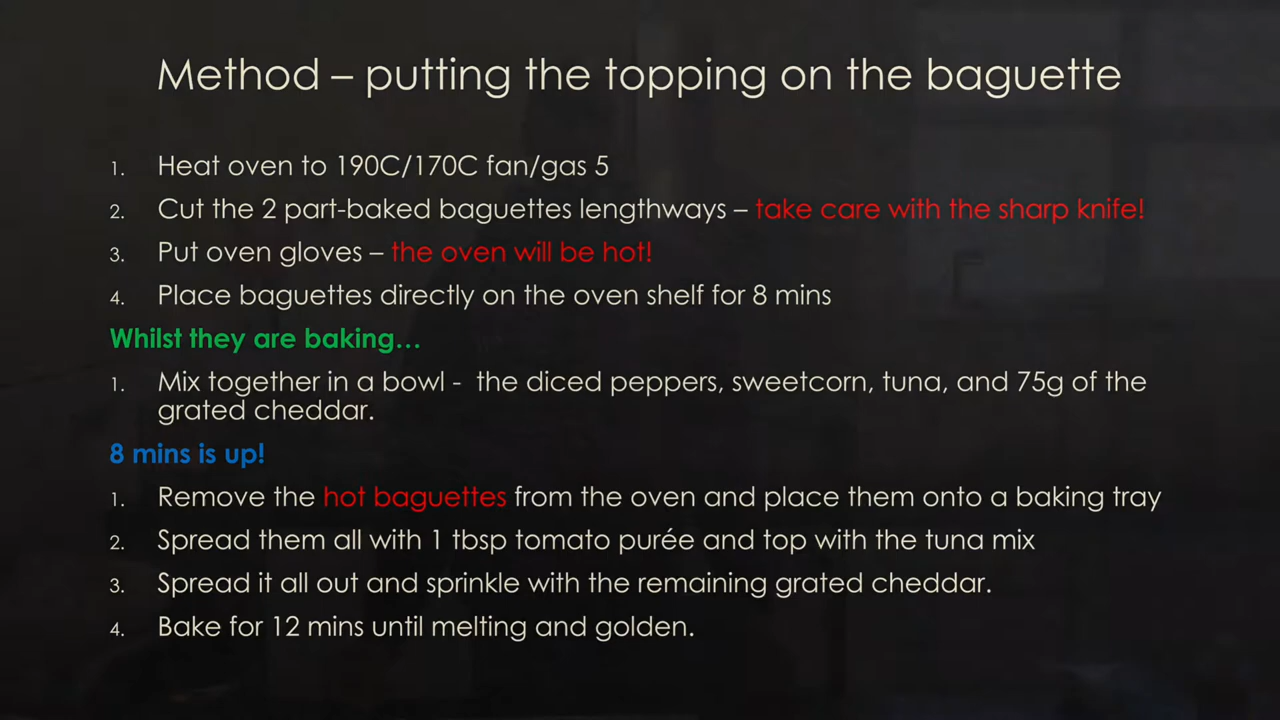 Method – putting the topping on the baguette
1. Heat oven to 190C/170C fan/gas 5
2. Cut the 2 part-baked baguettes lengthways – take care with the sharp knife!
3. Put oven gloves – the oven will be hot!
4. Place baguettes directly on the oven shelf for 8 mins
Whilst they are baking…
1. Mix together in a bowl - the diced peppers, sweetcorn, tuna, and 75g of the
grated cheddar.
8 mins is up!
1. Remove the hot baguettes from the oven and place them onto a baking tray
2. Spread them all with 1 tbsp tomato purée and top with the tuna mix
3. Spread it all out and sprinkle with the remaining grated cheddar.
4. Bake for 12 mins until melting and golden.